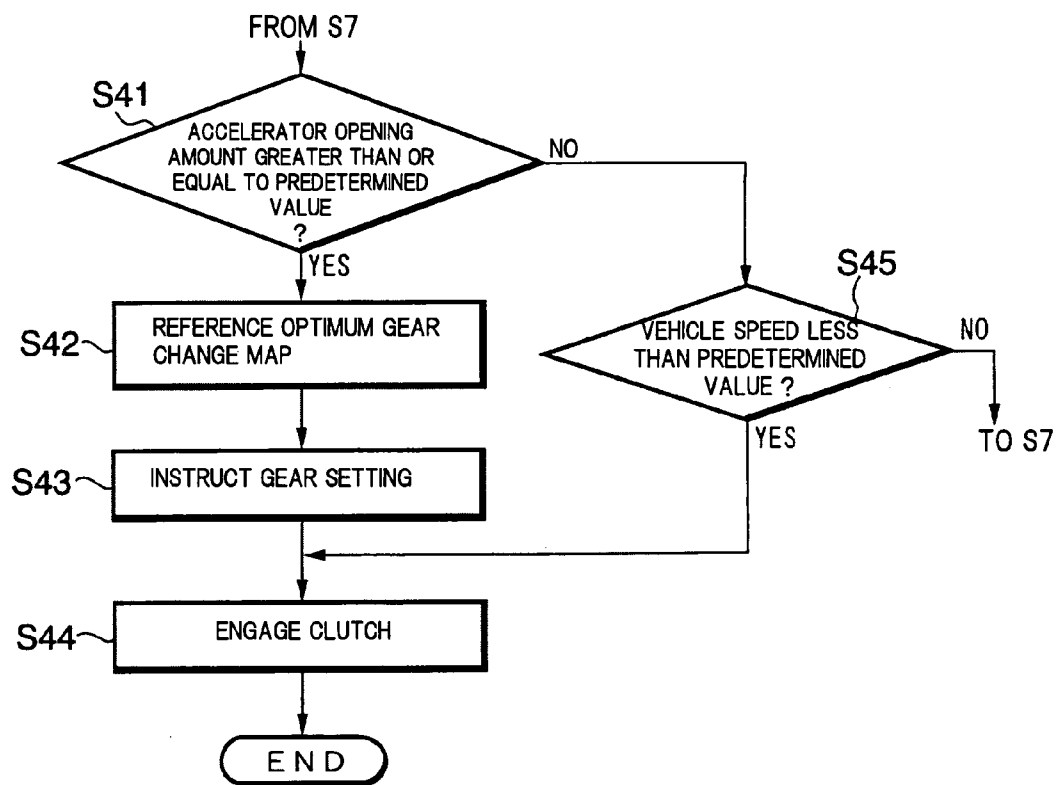 FROM S7
S41
ACCELERATOR OPENING
AMOUNT GREATER THAN OR
EQUAL TO PREDETERMINED
VALUE
?
NO
YES
S42
REFERENCE OPTIMUM GEAR
CHANGE MAP
S45
VEHICLE SPEED LESS
THAN PREDETERMINED
VALUE ?
NO
YES
TO S7
S43
INSTRUCT GEAR SETTING
S44
ENGAGE CLUTCH
END